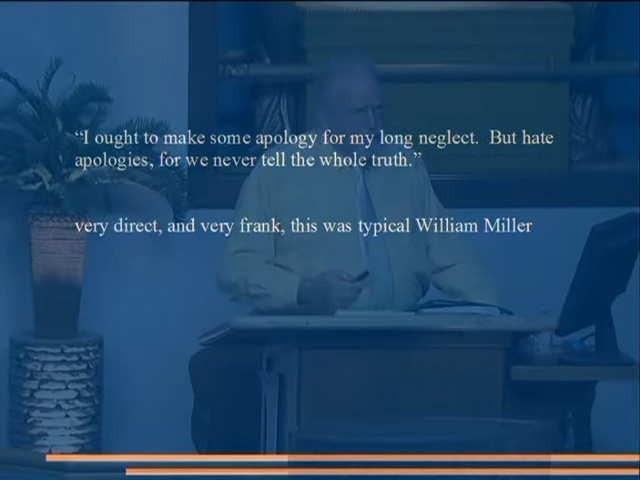 “I ought to make some apology for my long neglect. But hate
apologies, for we never tell the whole truth.”
very direct, and very frank, this was typical William Miller